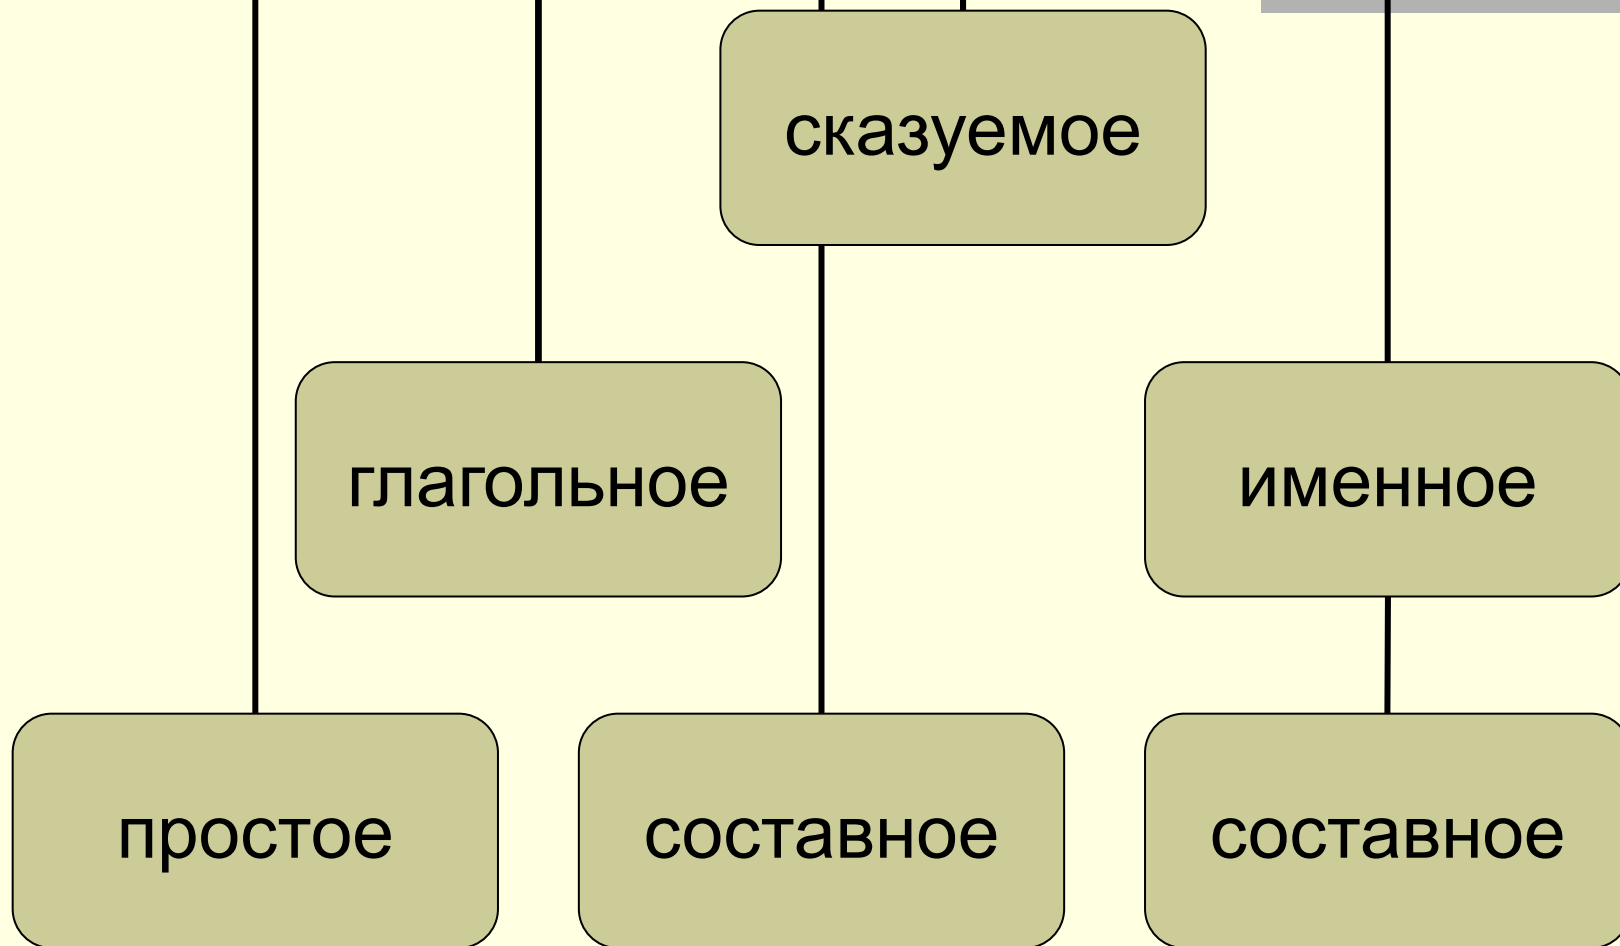 сказуемое
глагольное
именное
простое
составное
составное